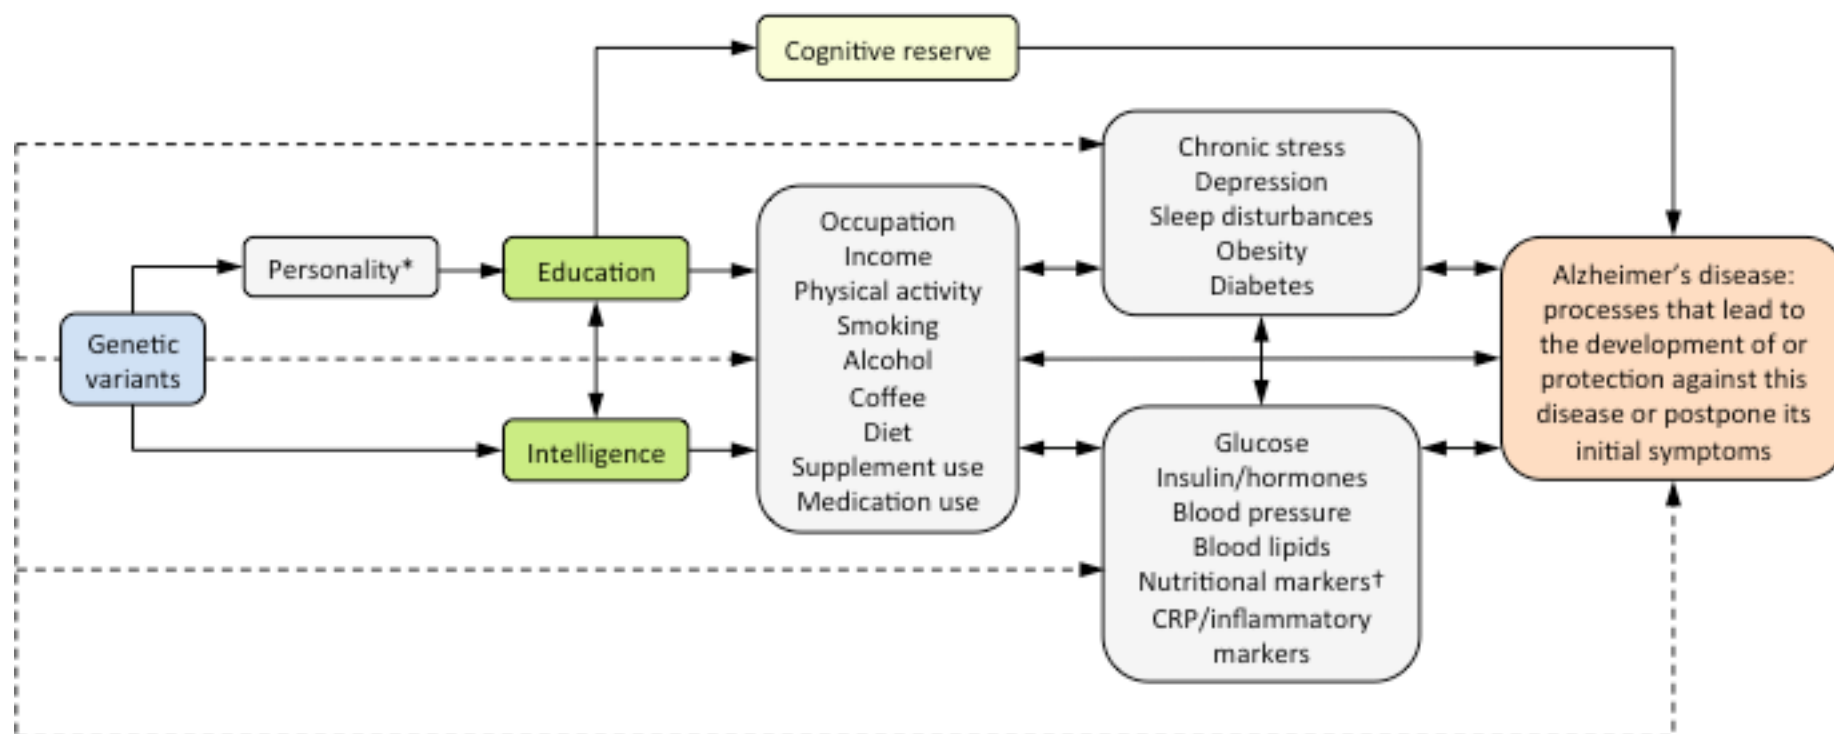 Cognitive reserve
Chronic stress
Depression
Sleep disturbances
Obesity
Diabetes
Occupation
Income
Physical activity
Smoking
Alcohol
Coffee
Diet
Supplement use
Medication use
Personality*
Education
Genetic
variants
Intelligence
Alzheimer’s disease:
processes that lead to
the development of or
protection against this
disease or postpone its
initial symptoms
Glucose
Insulin/hormones
Blood pressure
Blood lipids
Nutritional markers†
CRP/inflammatory
markers